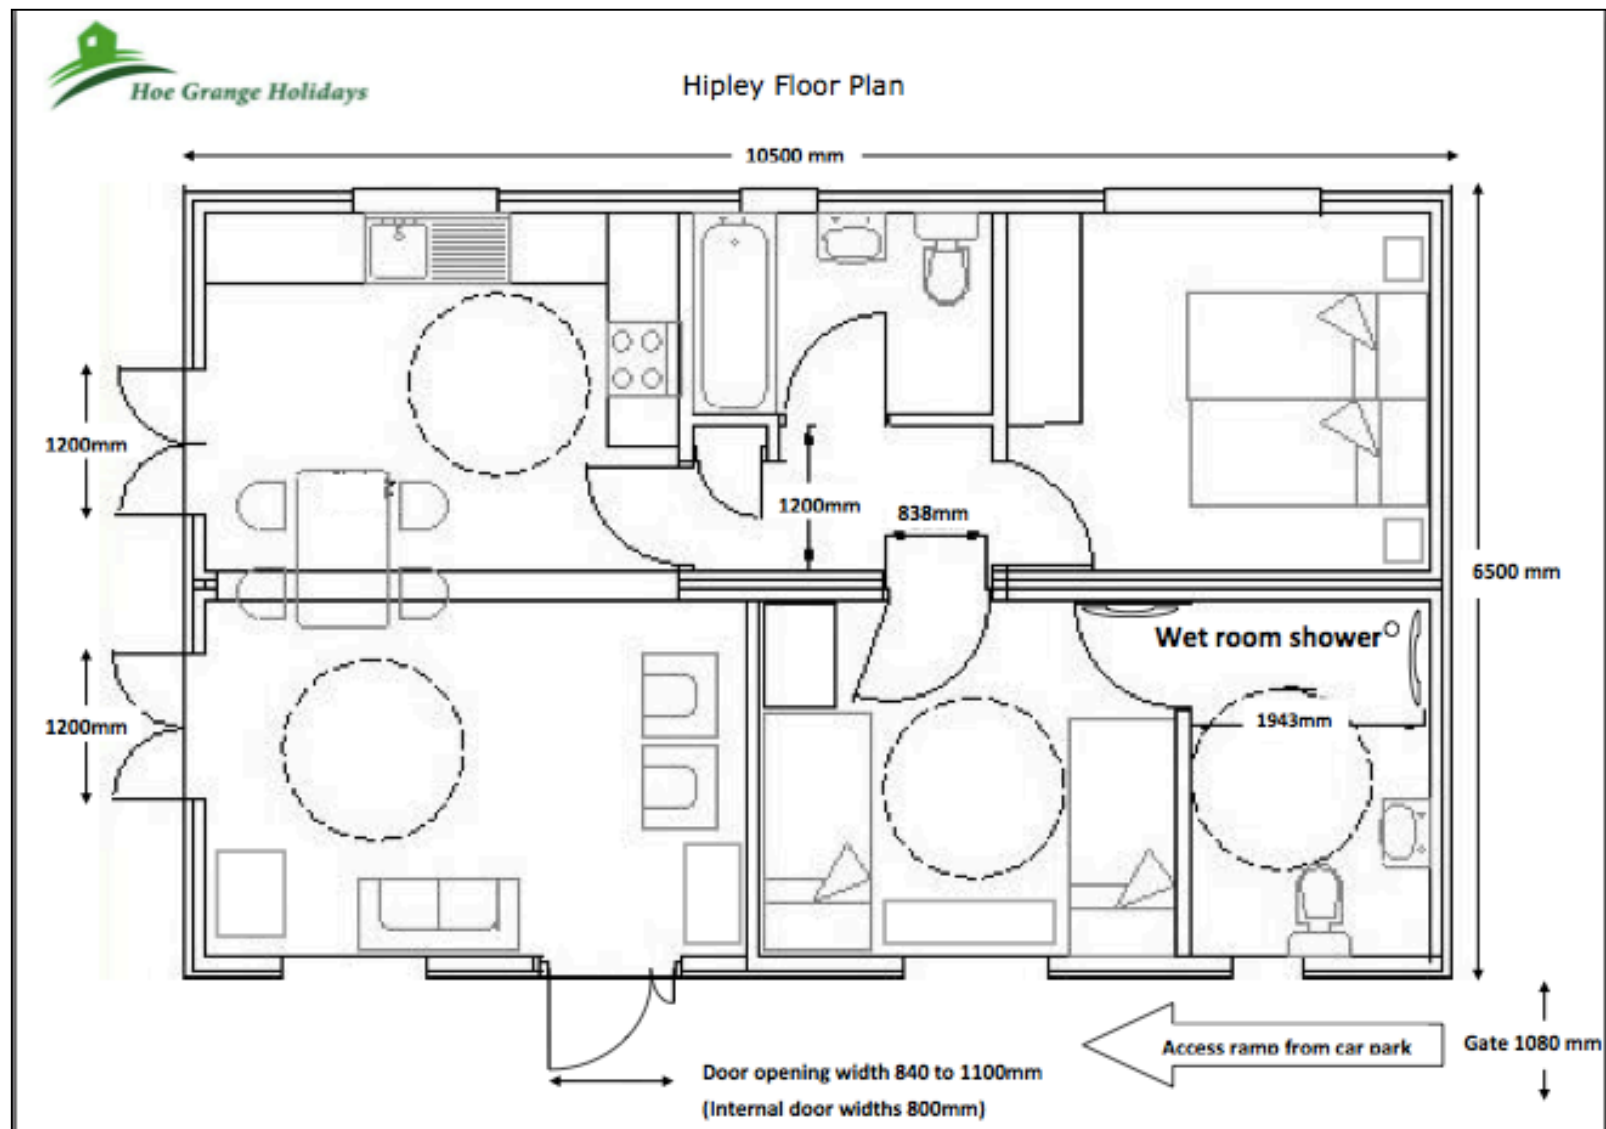 Hoe Grange Holidays
Hipley Floor Plan
10500 mm
1200mm
1200mm
838mm
6500 mm
Wet room shower
1200mm
1943mm
Access ramp from car park
Gate 1080 mm
Door opening width 840 to 1100mm
(Internal door widths 800mm)